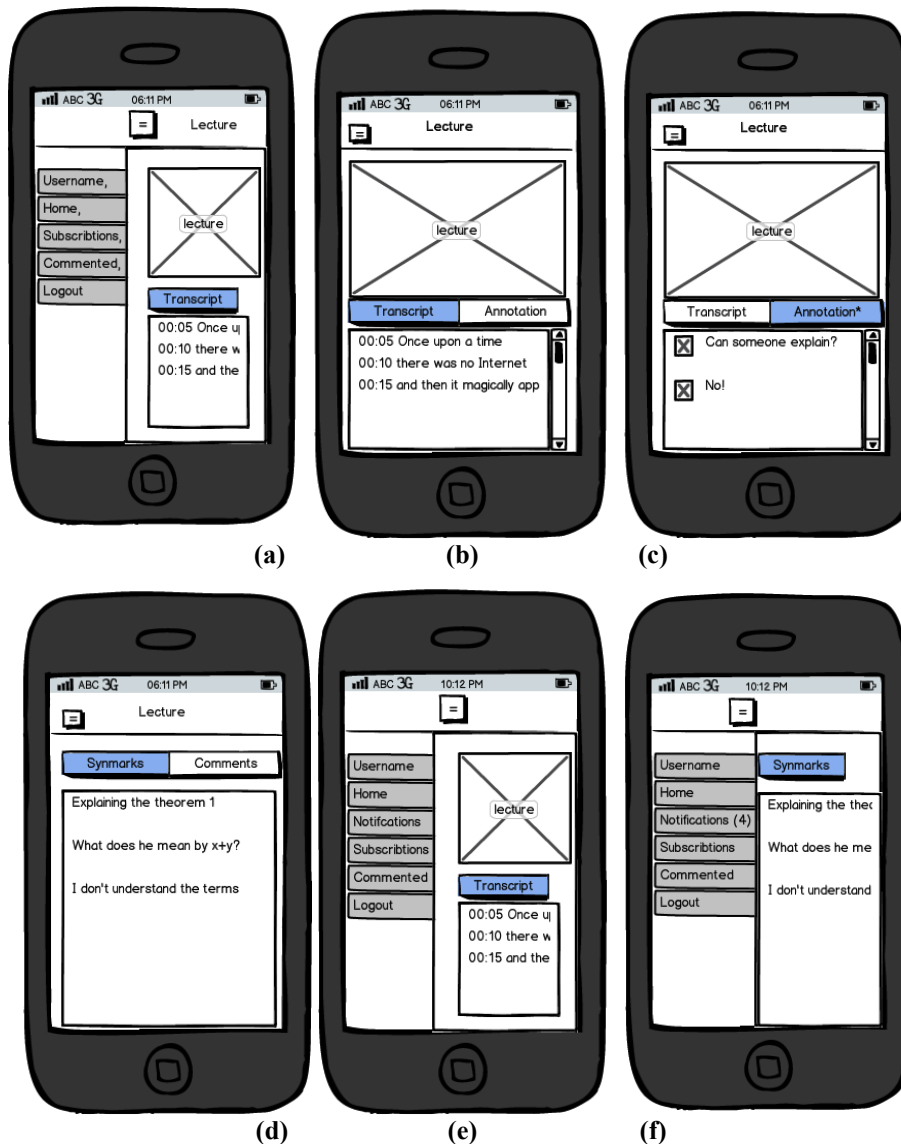 ABC 3G 06:11 PM
=
Lecture
Username,
Home,
Subscribtions,
Commented,
Logout
lecture
Transcript
00:05 Once u
00:10 there w
00:15 and the
(a)
ABC 3G 06:11 PM
=
Lecture
lecture
Transcript Annotation
00:05 Once upon a time
00:10 there was no Internet
00:15 and then it magically app
(b)
ABC 3G 06:11 PM
=
Lecture
lecture
Transcript Annotation*
Can someone explain?
No!
(c)
ABC 3G 06:11 PM
=
Lecture
Synmarks Comments
Explaining the theorem 1
What does he mean by x+y?
I don't understand the terms
(d)
ABC 3G 10:12 PM
=
Username
Home
Notifcations
Subscribtions
Commented
Logout
lecture
Transcript
00:05 Once u
00:10 there w
00:15 and the
(e)
ABC 3G 10:12 PM
=
Username
Home
Notifications (4)
Subscribtions
Commented
Logout
Synmarks
Explaining the theo
What does he me
I don't understand
(f)